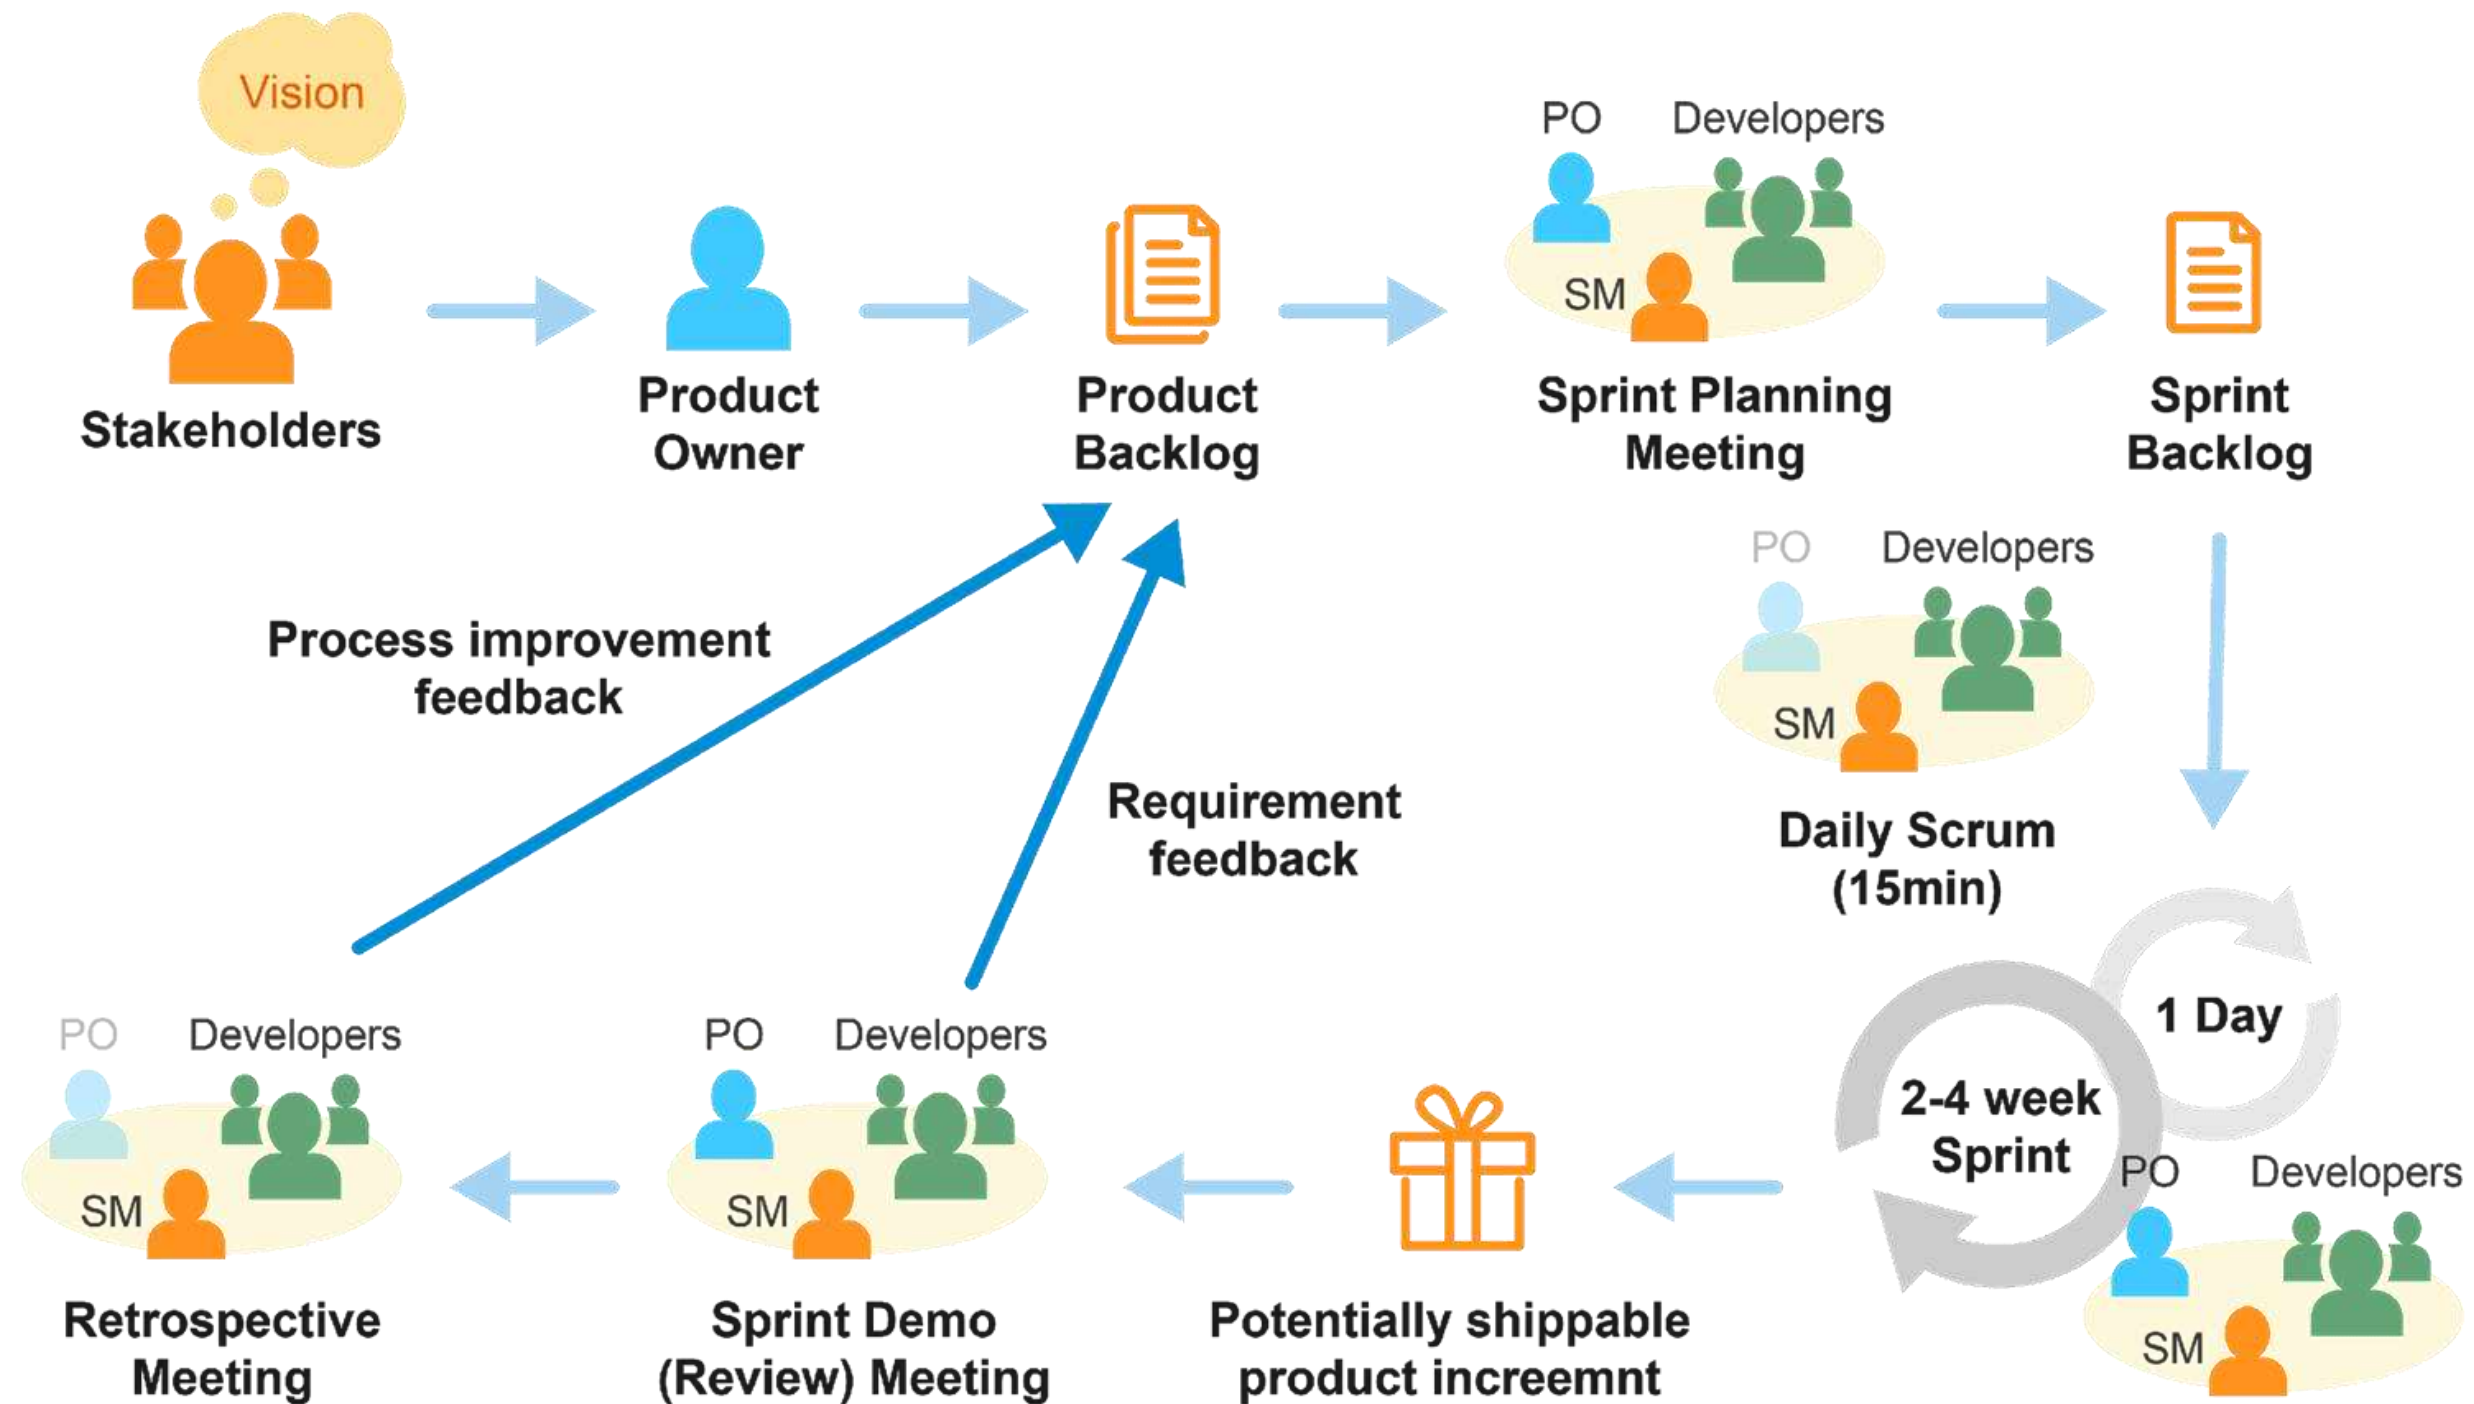 Vision
Stakeholders
Product
Owner
Product
Backlog
PO Developers
SM
Sprint Planning
Meeting
Sprint
Backlog
Process improvement
feedback
Requirement
feedback
PO Developers
SM
Daily Scrum
(15min)
1 Day
2-4 week
Sprint
PO Developers
SM
Potentially shippable
product increemnt
PO Developers
SM
Sprint Demo
(Review) Meeting
PO Developers
SM
Retrospective
Meeting